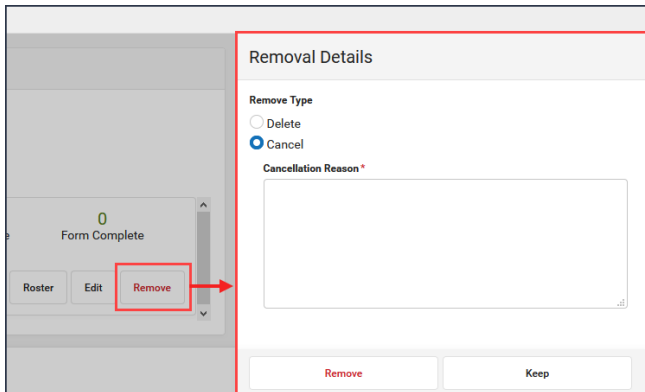 Removal Details
Remove Type
Delete
Cancel
Cancellation Reason*
0
Form Complete
Roster
Edit
Remove
Remove
Keep